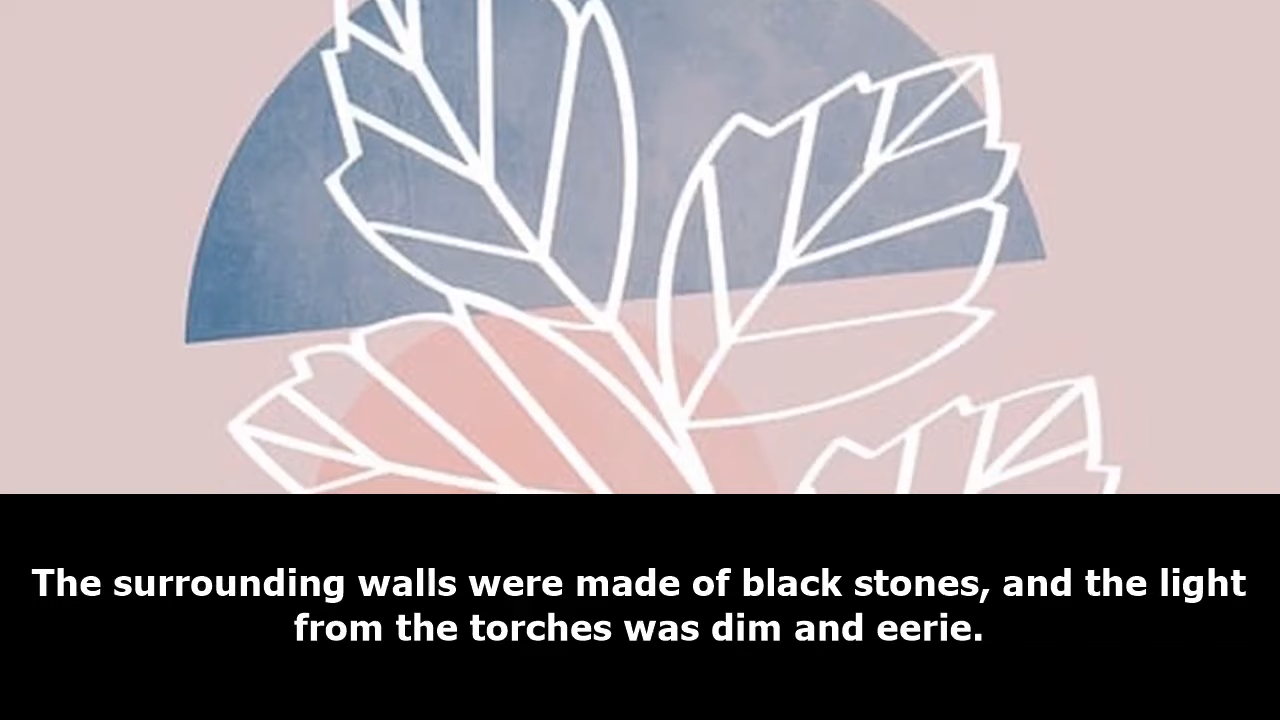 The surrounding walls were made of black stones, and the light
from the torches was dim and eerie.